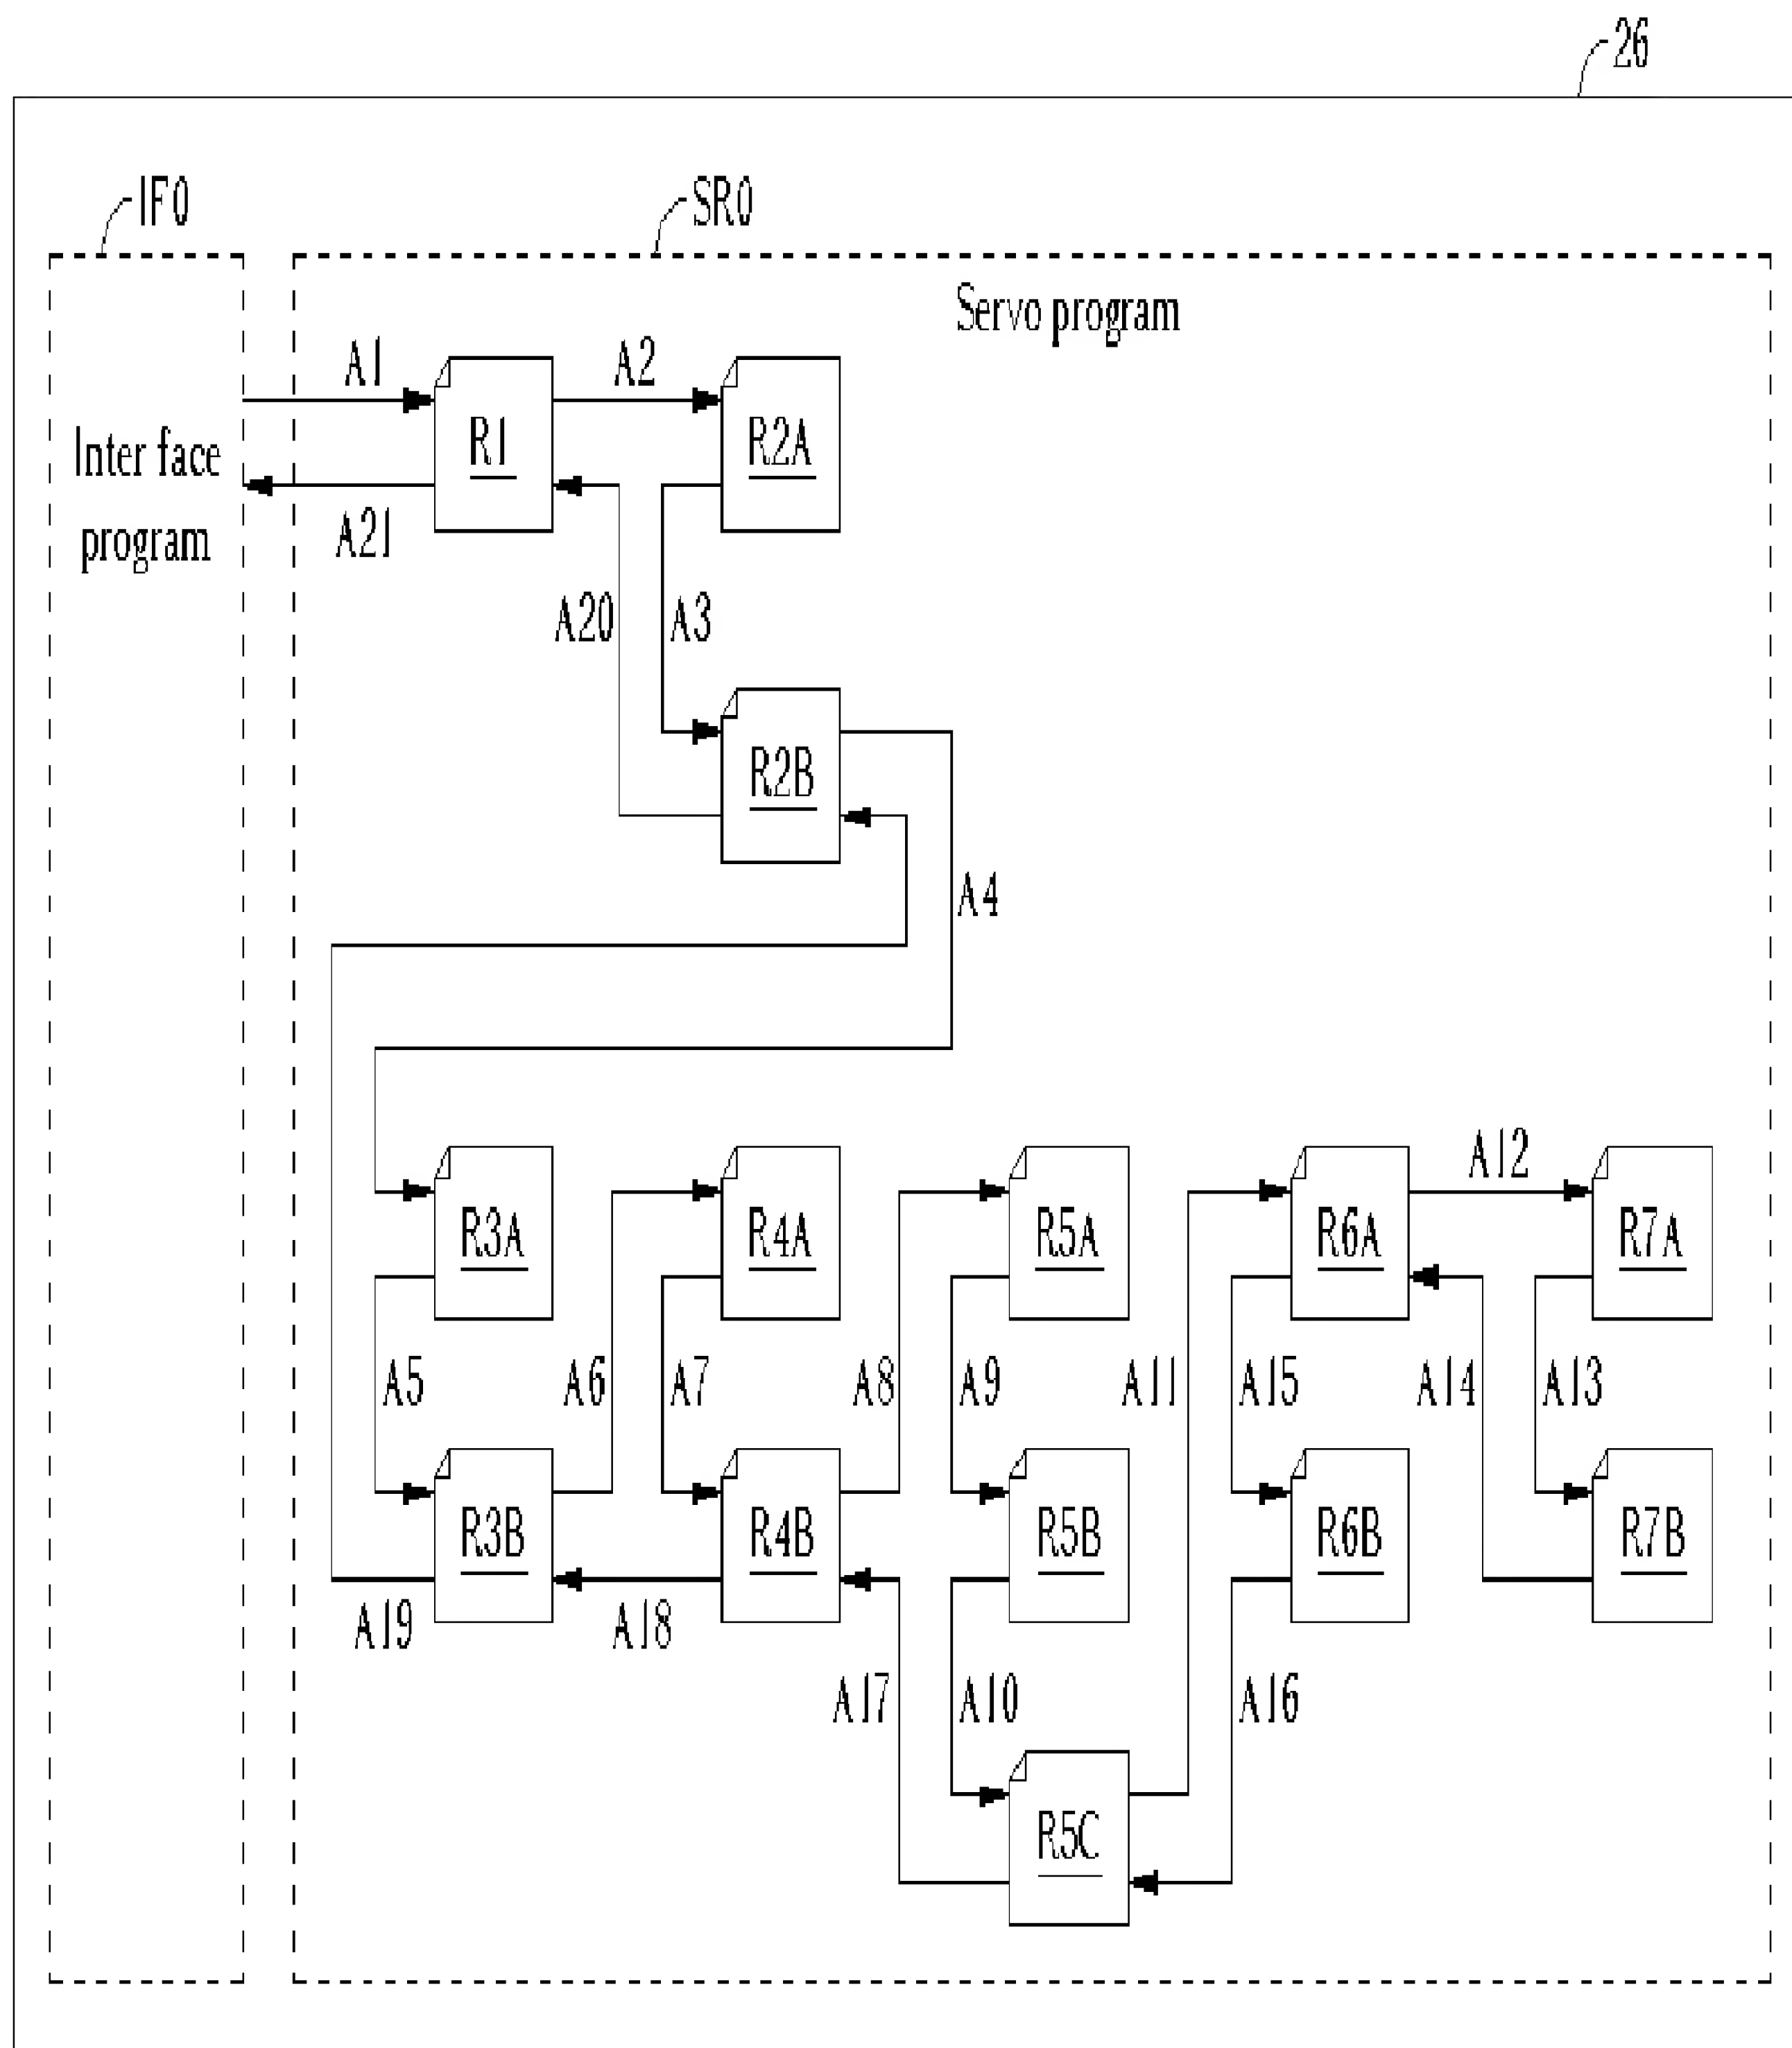 26
IF0
SR0
Servo program
A1
A2
R1
R2A
Inter face
program
A21
A20
A3
R2B
A4
A12
R3A
R4A
R5A
R6A
R7A
A5
A6
A7
A8
A9
A11
A15
A14
A13
R3B
R4B
R5B
R6B
R7B
A19
A18
A17
A10
A16
R5C